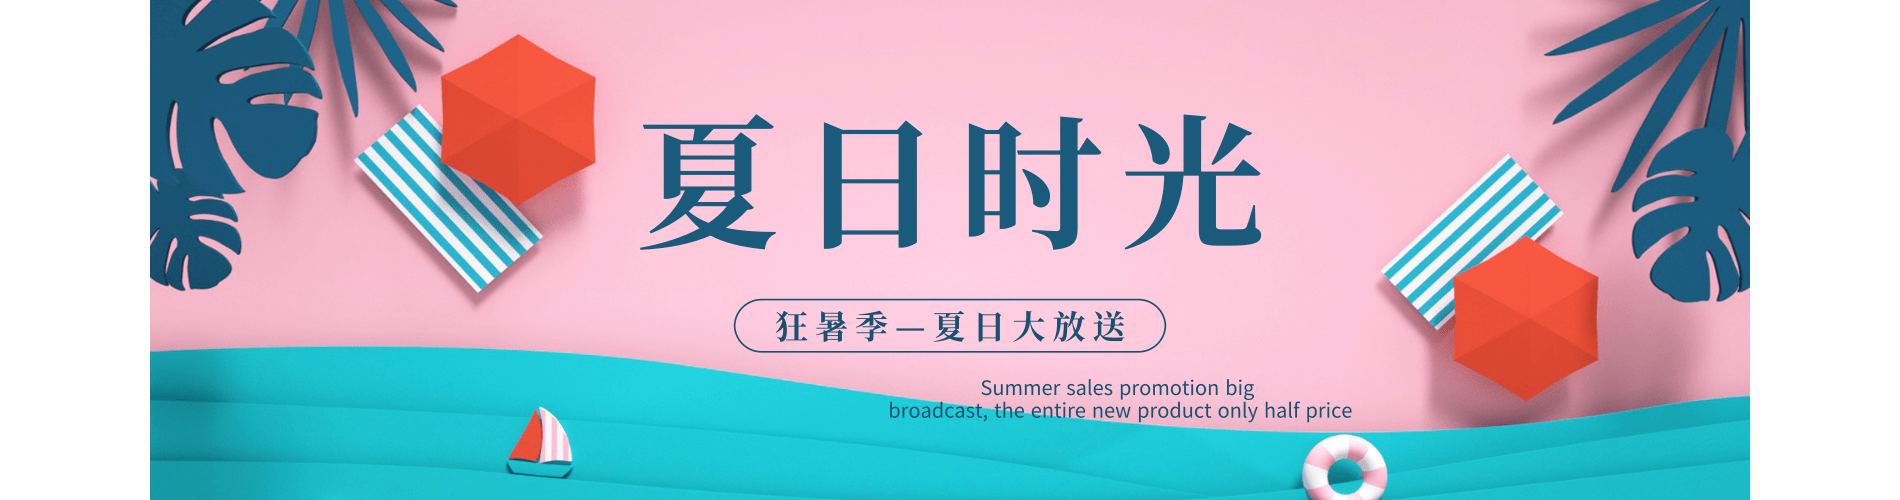 夏日时光
狂暑季—夏日大放送
Summer sales promotion big
broadcast, the entire new product only half price